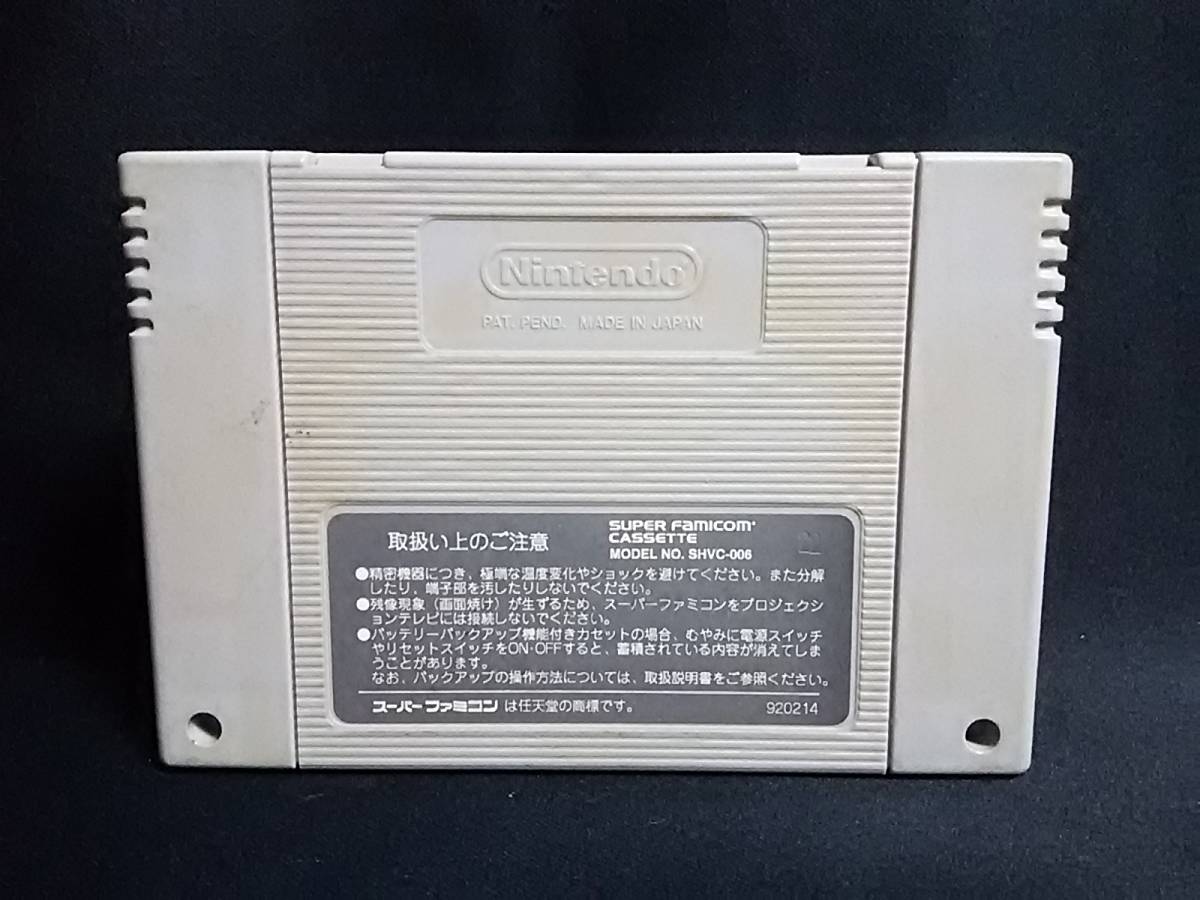 Nintendo
PAT. PEND. MADE IN JAPAN
取扱い上のご注意
SUPER FAMICOM
CASSETTE
MODEL NO. SHVC-006
●精密機器につき、極端な温度変化やショックを避けてください。また分解
したり、端子部を汚したりしないでください。
●残像現象（画面焼け）が生ずるため、スーパーファミコンをプロジェクシ
ョンテレビには接続しないでください。
●バッテリーバックアップ機能付きカセットの場合、むやみに電源スイッチ
やリセットスイッチをON・OFFすると、蓄積されている内容が消えてしま
うことがあります。
なお、バックアップの操作方法については、取扱説明書をご参照ください。
スーパーファミコンは任天堂の商標です。 920214